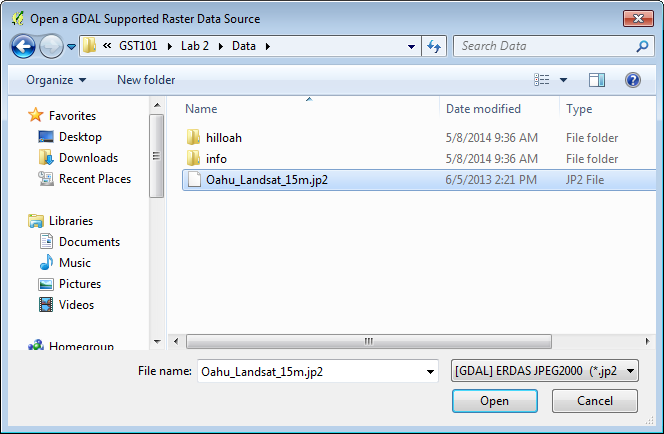 Open a GDAL Supported Raster Data Source
« GST101 Lab 2 Data Search Data
Organize New folder
Name Date modified Type
Favorites
Desktop
Downloads
Recent Places
Libraries
Documents
Music
Pictures
Videos
Homegroup
hilloah 5/8/2014 9:36 AM File folder
info 5/8/2014 9:36 AM File folder
Oahu_Landsat_15m.jp2 6/5/2013 2:21 PM JP2 File
File name: Oahu_Landsat_15m.jp2 [GDAL] ERDAS JPEG2000 (*.jp2
Open Cancel